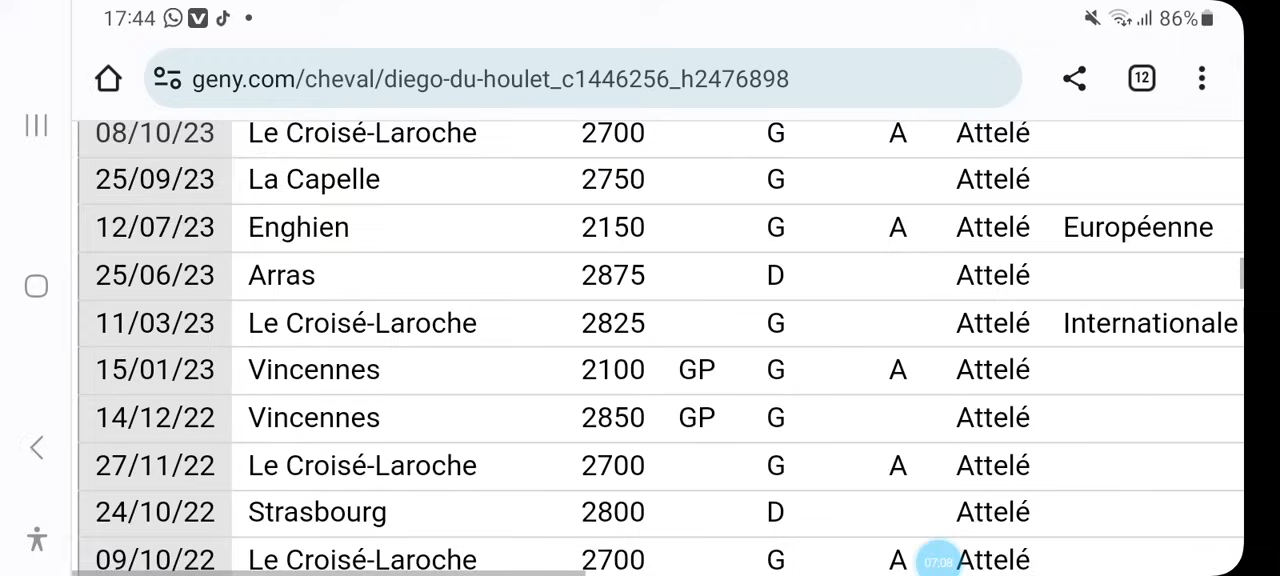 17:44 86%
geny.com/cheval/diego-du-houlet_c1446256_h2476898 12
08/10/23 Le Croisé-Laroche 2700 G A Attelé
25/09/23 La Capelle 2750 G Attelé
12/07/23 Enghien 2150 G A Attelé Européenne
25/06/23 Arras 2875 D Attelé
11/03/23 Le Croisé-Laroche 2825 G Attelé Internationale
15/01/23 Vincennes 2100 GP G A Attelé
14/12/22 Vincennes 2850 GP G Attelé
27/11/22 Le Croisé-Laroche 2700 G A Attelé
24/10/22 Strasbourg 2800 D Attelé
09/10/22 Le Croisé-Laroche 2700 G A 07:08 Attelé